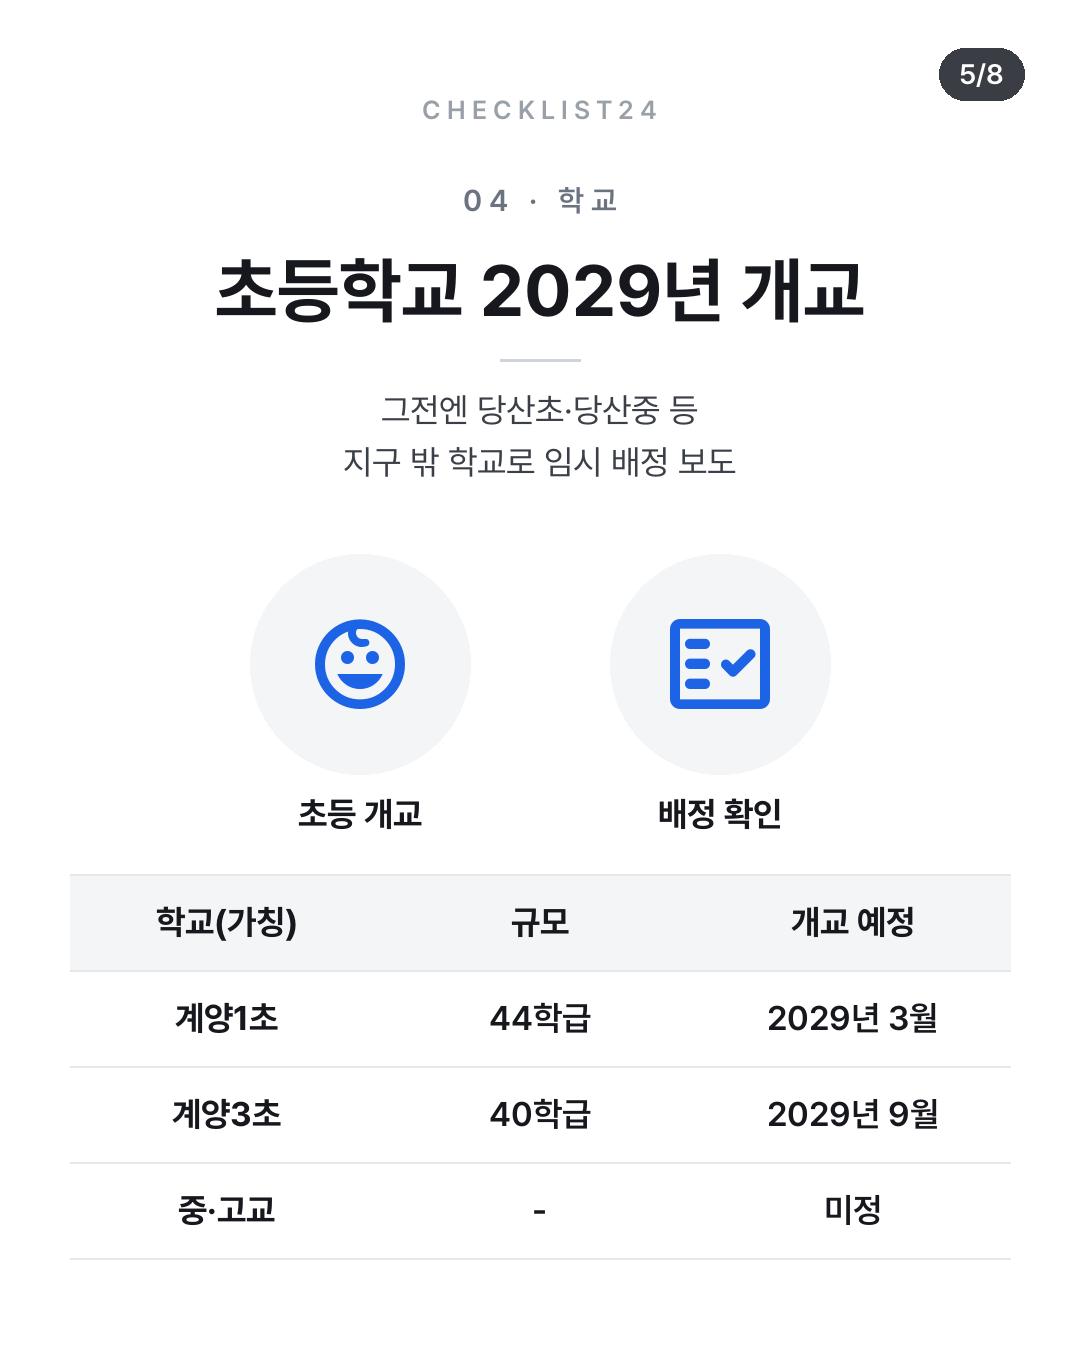 5/8
CHECKLIST24
04 · 학교
초등학교 2029년 개교
그전엔 당산초·당산중 등
지구 밖 학교로 임시 배정 보도
초등 개교 배정 확인
학교(가칭) 규모 개교 예정
계양1초 44학급 2029년 3월
계양3초 40학급 2029년 9월
중·고교 - 미정